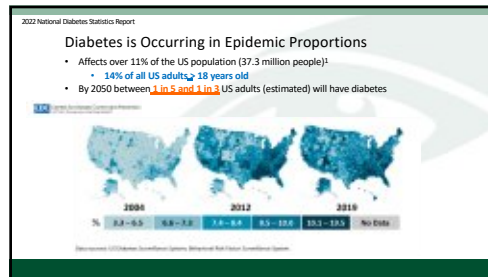 2022 National Diabetes Statistics Report
Diabetes is Occurring in Epidemic Proportions
• Affects over 11% of the US population (37.3 million people)1
• 14% of all US adults > 18 years old
• By 2050 between 1 in 5 and 1 in 3 US adults (estimated) will have diabetes
CDC
2004 2012 2019
% No Data